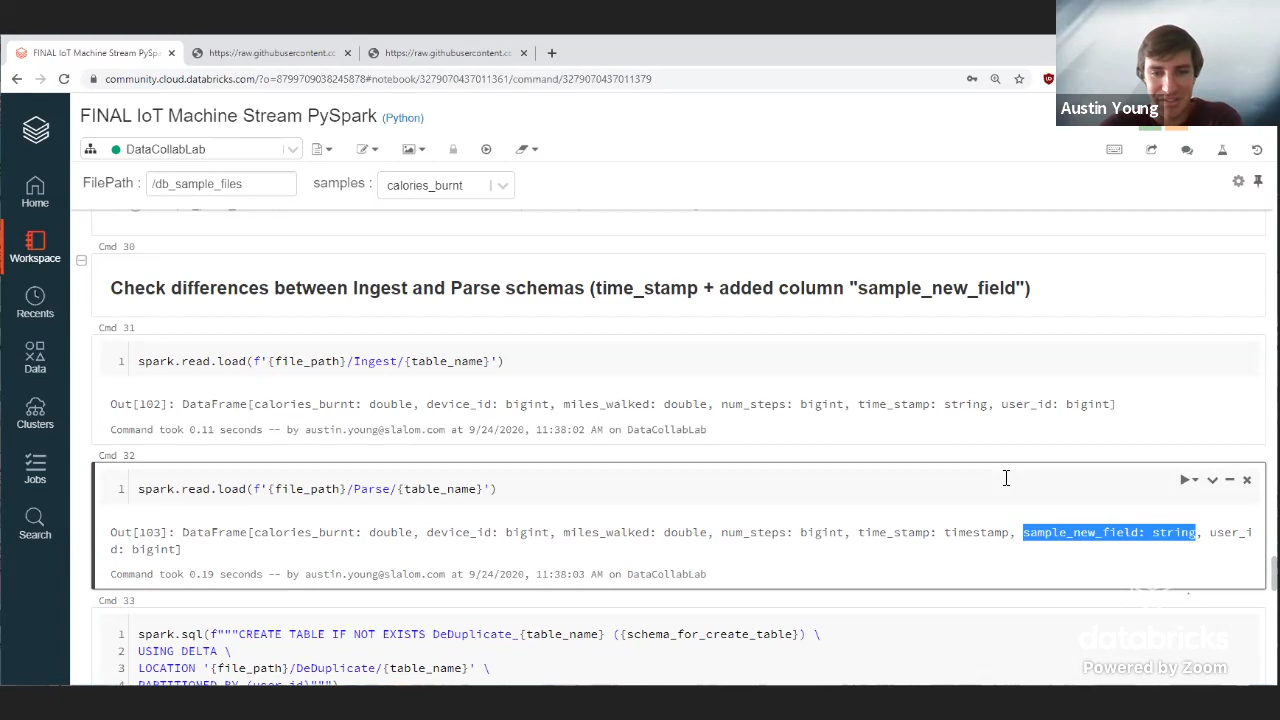 FINAL IoT Machine Stream PySpa
https://raw.githubusercontent.cc
https://raw.githubusercontent.cc
community.cloud.databricks.com/?o=8799709038245878#notebook/3279070437011361/command/3279070437011379
Austin Young
FINAL IoT Machine Stream PySpark (Python)
DataCollabLab
FilePath : /db_sample_files samples : calories_burnt
Home
Workspace
Recents
Data
Clusters
Jobs
Search
Cmd 30
Check differences between Ingest and Parse schemas (time_stamp + added column "sample_new_field")
Cmd 31
1 spark.read.load(f'{file_path}/Ingest/{table_name}')
Out[102]: DataFrame[calories_burnt: double, device_id: bigint, miles_walked: double, num_steps: bigint, time_stamp: string, user_id: bigint]
Command took 0.11 seconds -- by austin.young@slalom.com at 9/24/2020, 11:38:02 AM on DataCollabLab
Cmd 32
1 spark.read.load(f'{file_path}/Parse/{table_name}')
Out[103]: DataFrame[calories_burnt: double, device_id: bigint, miles_walked: double, num_steps: bigint, time_stamp: timestamp, sample_new_field: string, user_i
d: bigint]
Command took 0.19 seconds -- by austin.young@slalom.com at 9/24/2020, 11:38:03 AM on DataCollabLab
Cmd 33
1 spark.sql(f"""CREATE TABLE IF NOT EXISTS DeDuplicate_{table_name} ({schema_for_create_table}) \
2 USING DELTA \
3 LOCATION '{file_path}/DeDuplicate/{table_name}' \
4 PARTITIONED BY (user_id)""")
databricks
Powered by Zoom